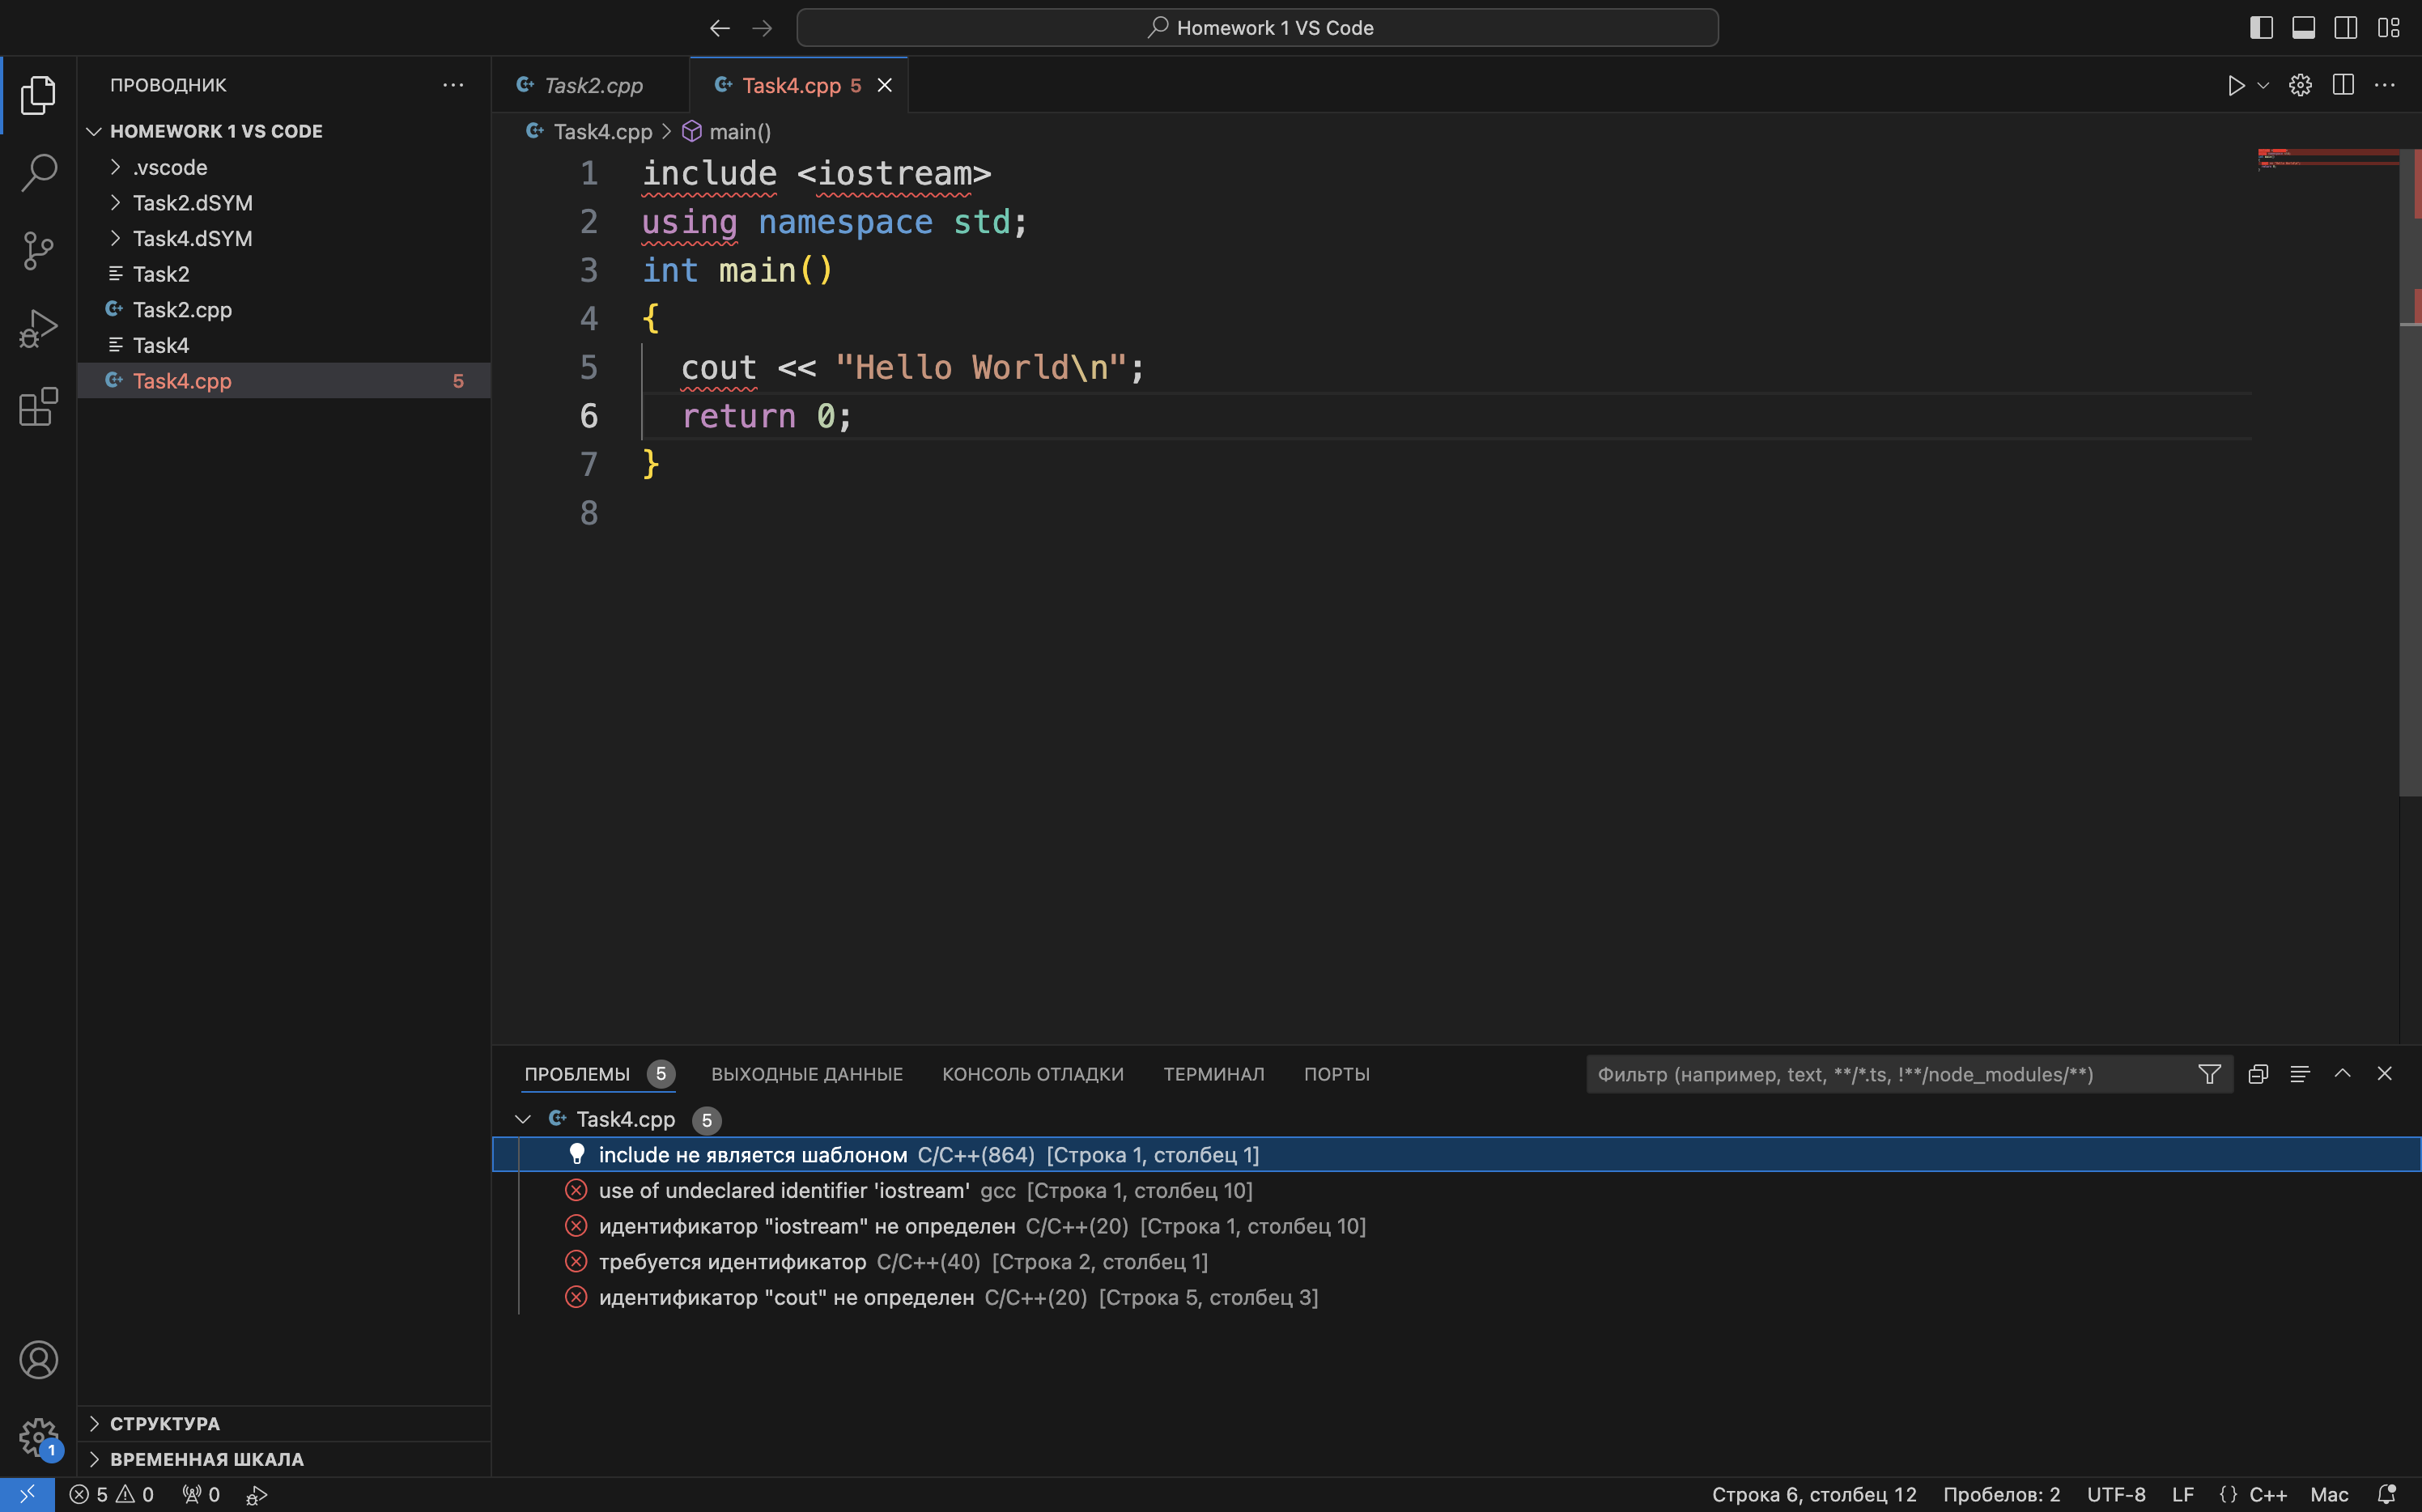 Homework 1 VS Code
ПРОВОДНИК
HOMEWORK 1 VS CODE
.vscode
Task2.dSYM
Task4.dSYM
Task2
Task2.cpp
Task4
Task4.cpp 5
СТРУКТУРА
ВРЕМЕННАЯ ШКАЛА
Task2.cpp
Task4.cpp 5
Task4.cpp > main()
1 include <iostream>
2 using namespace std;
3 int main()
4 {
5 cout << "Hello World\n";
6 return 0;
7 }
8
ПРОБЛЕМЫ 5 ВЫХОДНЫЕ ДАННЫЕ КОНСОЛЬ ОТЛАДКИ ТЕРМИНАЛ ПОРТЫ Фильтр (например, text, **/*.ts, !**/node_modules/**)
Task4.cpp 5
include не является шаблоном C/C++(864) [Строка 1, столбец 1]
use of undeclared identifier 'iostream' gcc [Строка 1, столбец 10]
идентификатор "iostream" не определен C/C++(20) [Строка 1, столбец 10]
требуется идентификатор C/C++(40) [Строка 2, столбец 1]
идентификатор "cout" не определен C/C++(20) [Строка 5, столбец 3]
1
5 0 0 Строка 6, столбец 12 Пробелов: 2 UTF-8 LF {} C++ Mac